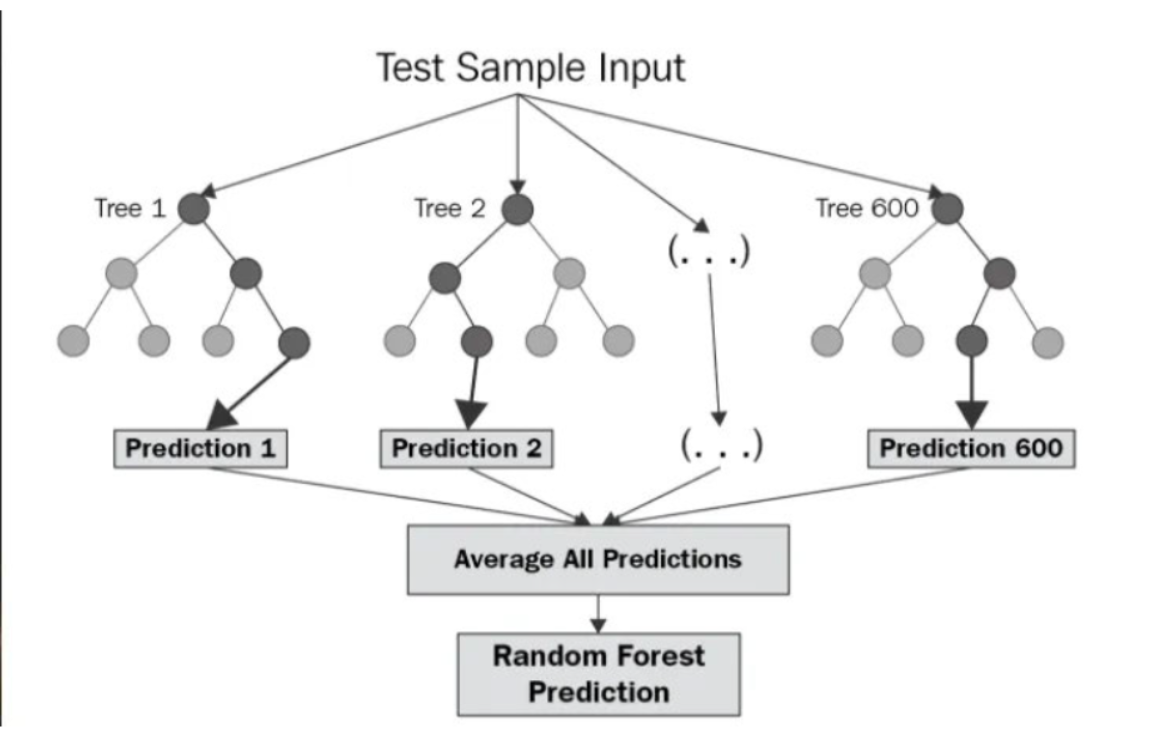 Test Sample Input
Tree 1
Tree 2
Tree 600
(. . .)
Prediction 1
Prediction 2
(. . .)
Prediction 600
Average All Predictions
Random Forest
Prediction